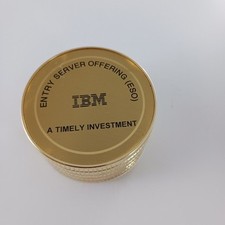 ENTRY SERVER OFFERING (ESO)
IBM
A TIMELY INVESTMENT